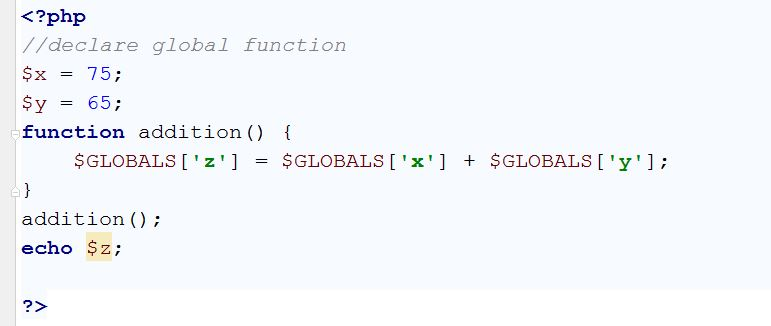 <?php
//declare global function
$x = 75;
$y = 65;
function addition() {
    $GLOBALS['z'] = $GLOBALS['x'] + $GLOBALS['y'];
}
addition();
echo $z;
?>